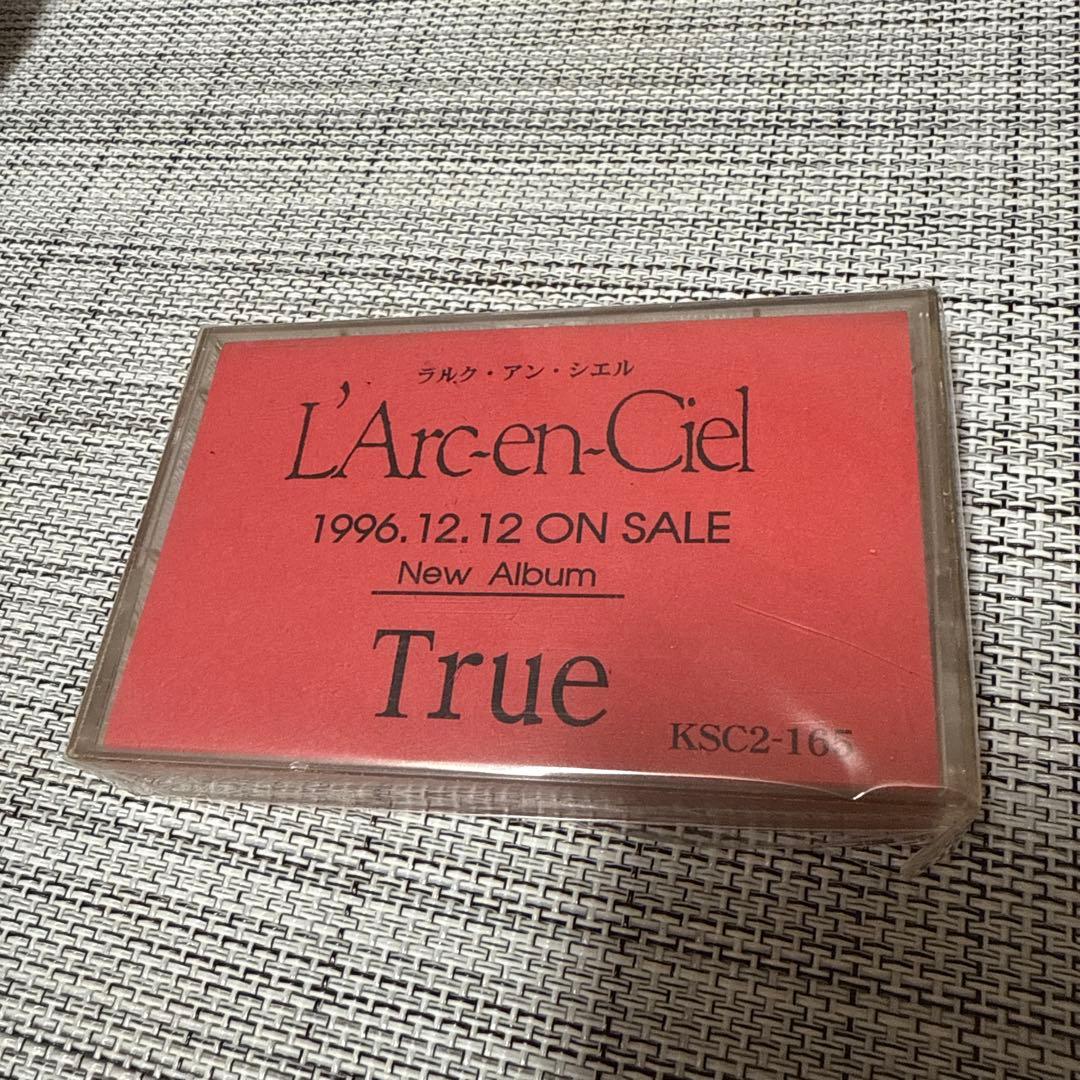 ラルク・アン・シエル
L'Arc-en-Ciel
1996.12.12 ON SALE
New Album
True
KSC2-165